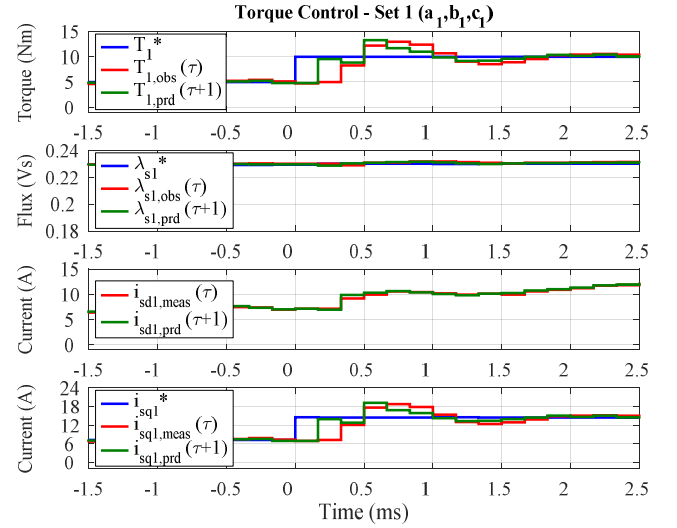 Torque Control - Set 1 (a₁,b₁,c₁)
Torque (Nm)
15
10
5
0
T₁*
T₁,obs(τ)
T₁,prd(τ+1)
-1.5 -1 -0.5 0 0.5 1 1.5 2 2.5
Flux (Vs)
0.24
0.22
0.2
0.18
λs1*
λs1,obs(τ)
λs1,prd(τ+1)
-1.5 -1 -0.5 0 0.5 1 1.5 2 2.5
Current (A)
15
10
5
0
isd1,meas(τ)
isd1,prd(τ+1)
-1.5 -1 -0.5 0 0.5 1 1.5 2 2.5
Current (A)
24
18
12
6
0
isq1*
isq1,meas(τ)
isq1,prd(τ+1)
-1.5 -1 -0.5 0 0.5 1 1.5 2 2.5
Time (ms)